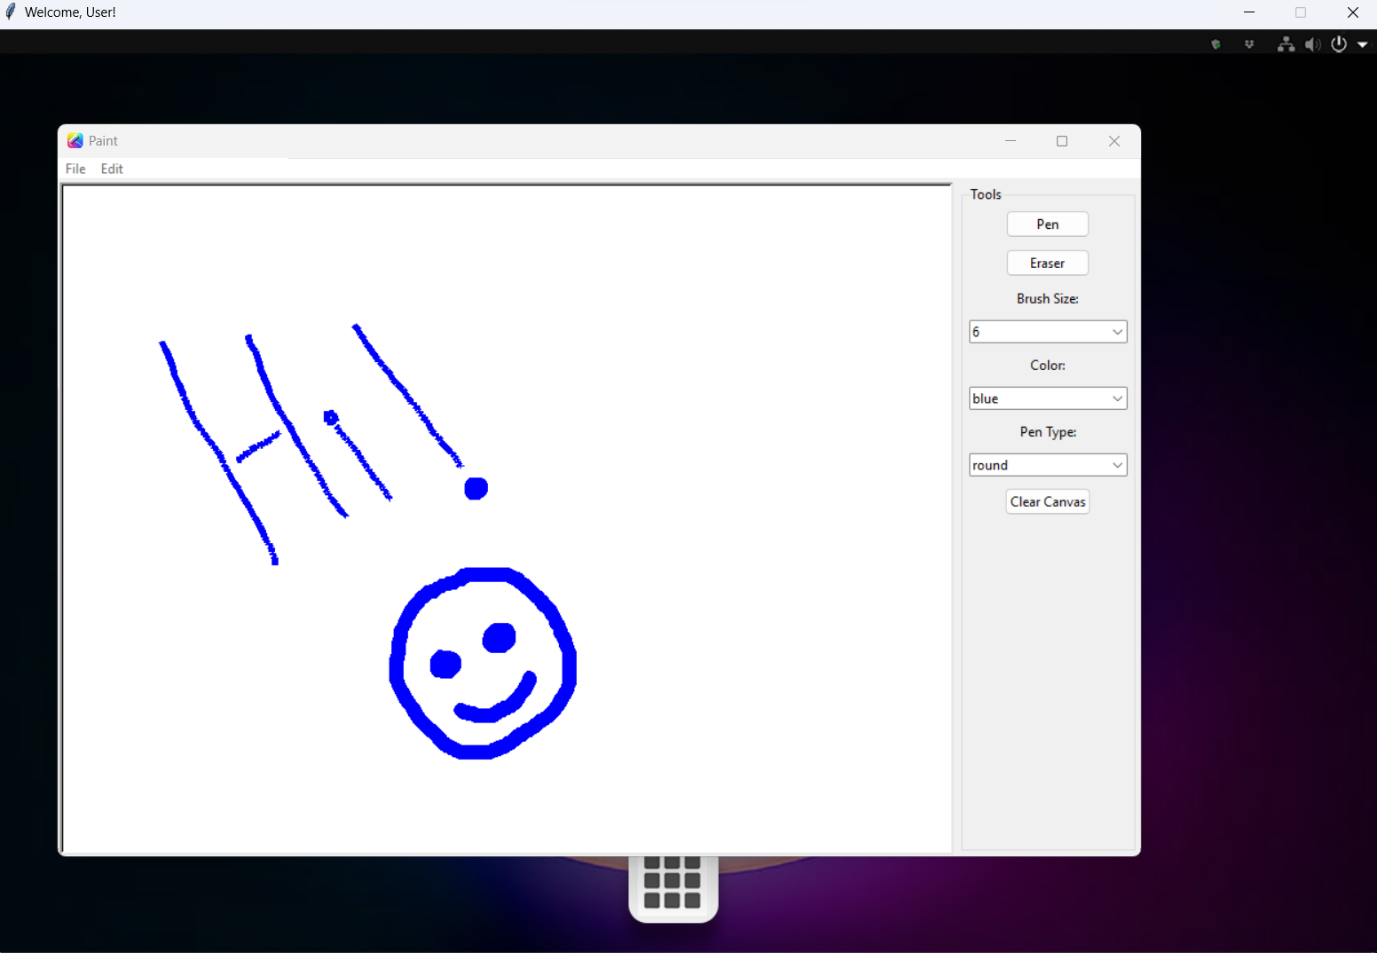 Welcome, User!
Paint
File Edit
Tools
Pen
Eraser
Brush Size:
6
Color:
blue
Pen Type:
round
Clear Canvas
Hi!